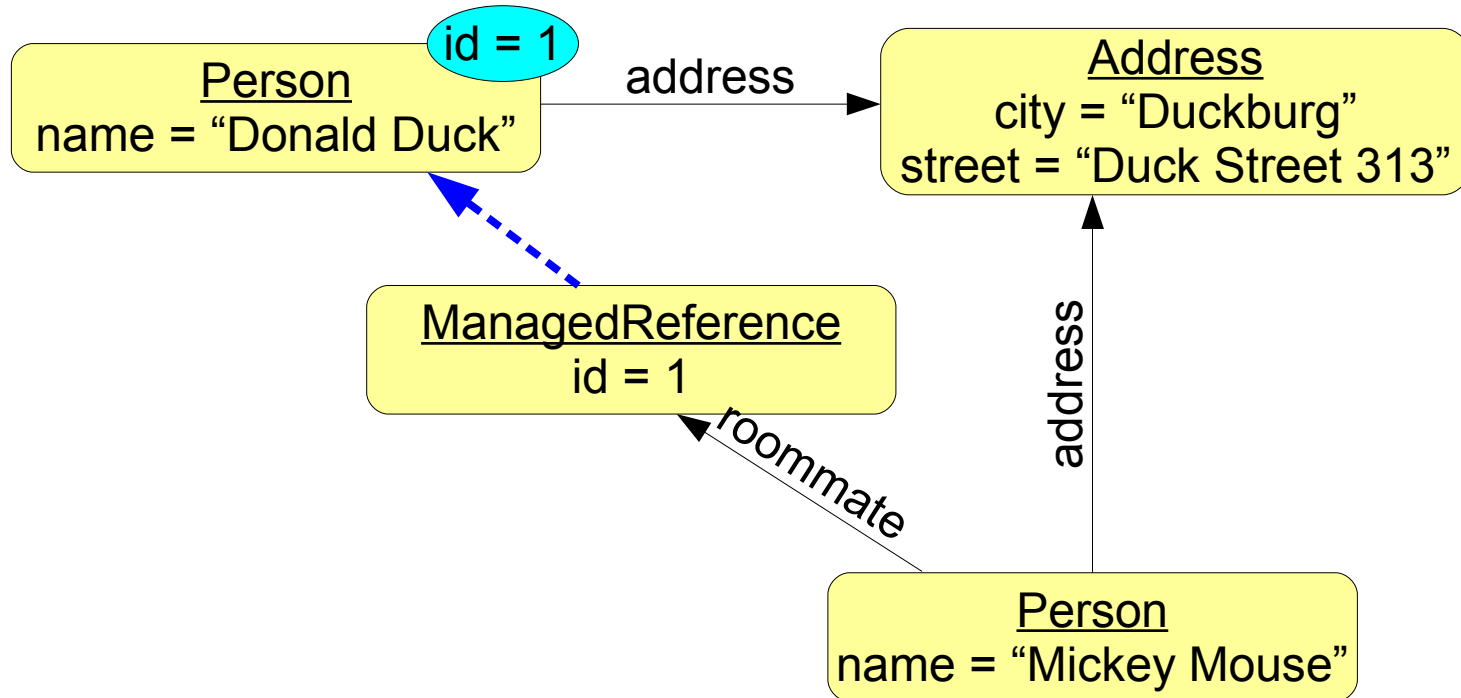 id = 1
Person
name = “Donald Duck”
address
Address
city = “Duckburg”
street = “Duck Street 313”
ManagedReference
id = 1
roommate
address
Person
name = “Mickey Mouse”